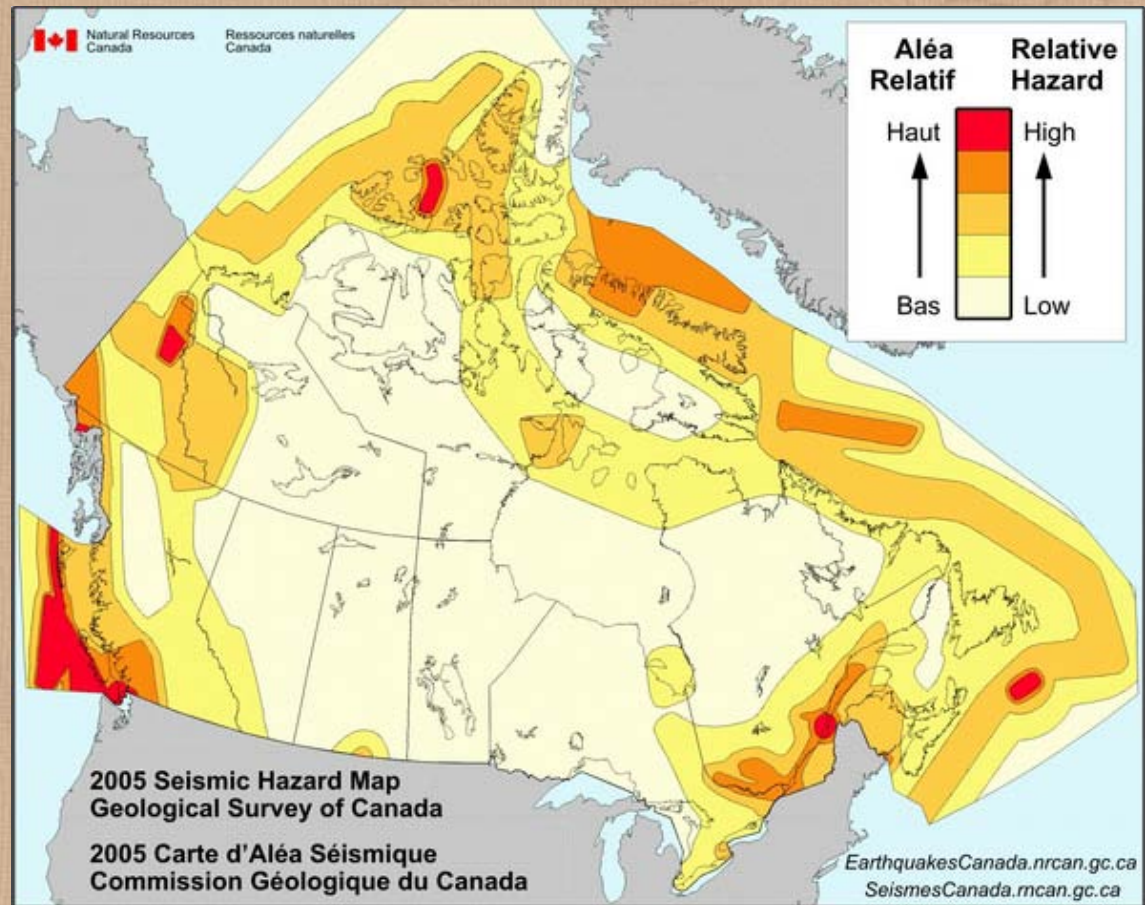 Natural Resources
Canada
Ressources naturelles
Canada
Aléa
Relatif
Relative
Hazard
Haut
High
Bas
Low
2005 Seismic Hazard Map
Geological Survey of Canada
2005 Carte d'Aléa Séismique
Commission Géologique du Canada
EarthquakesCanada.nrcan.gc.ca
SeismesCanada.nrcan.gc.ca